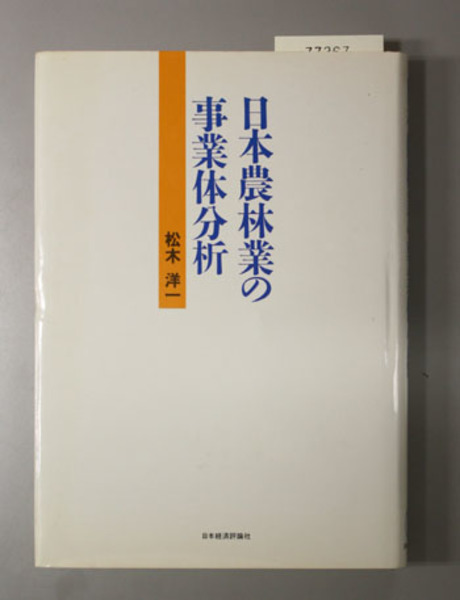 日本農林業の
事業体分析
松木 洋一
日本経済評論社